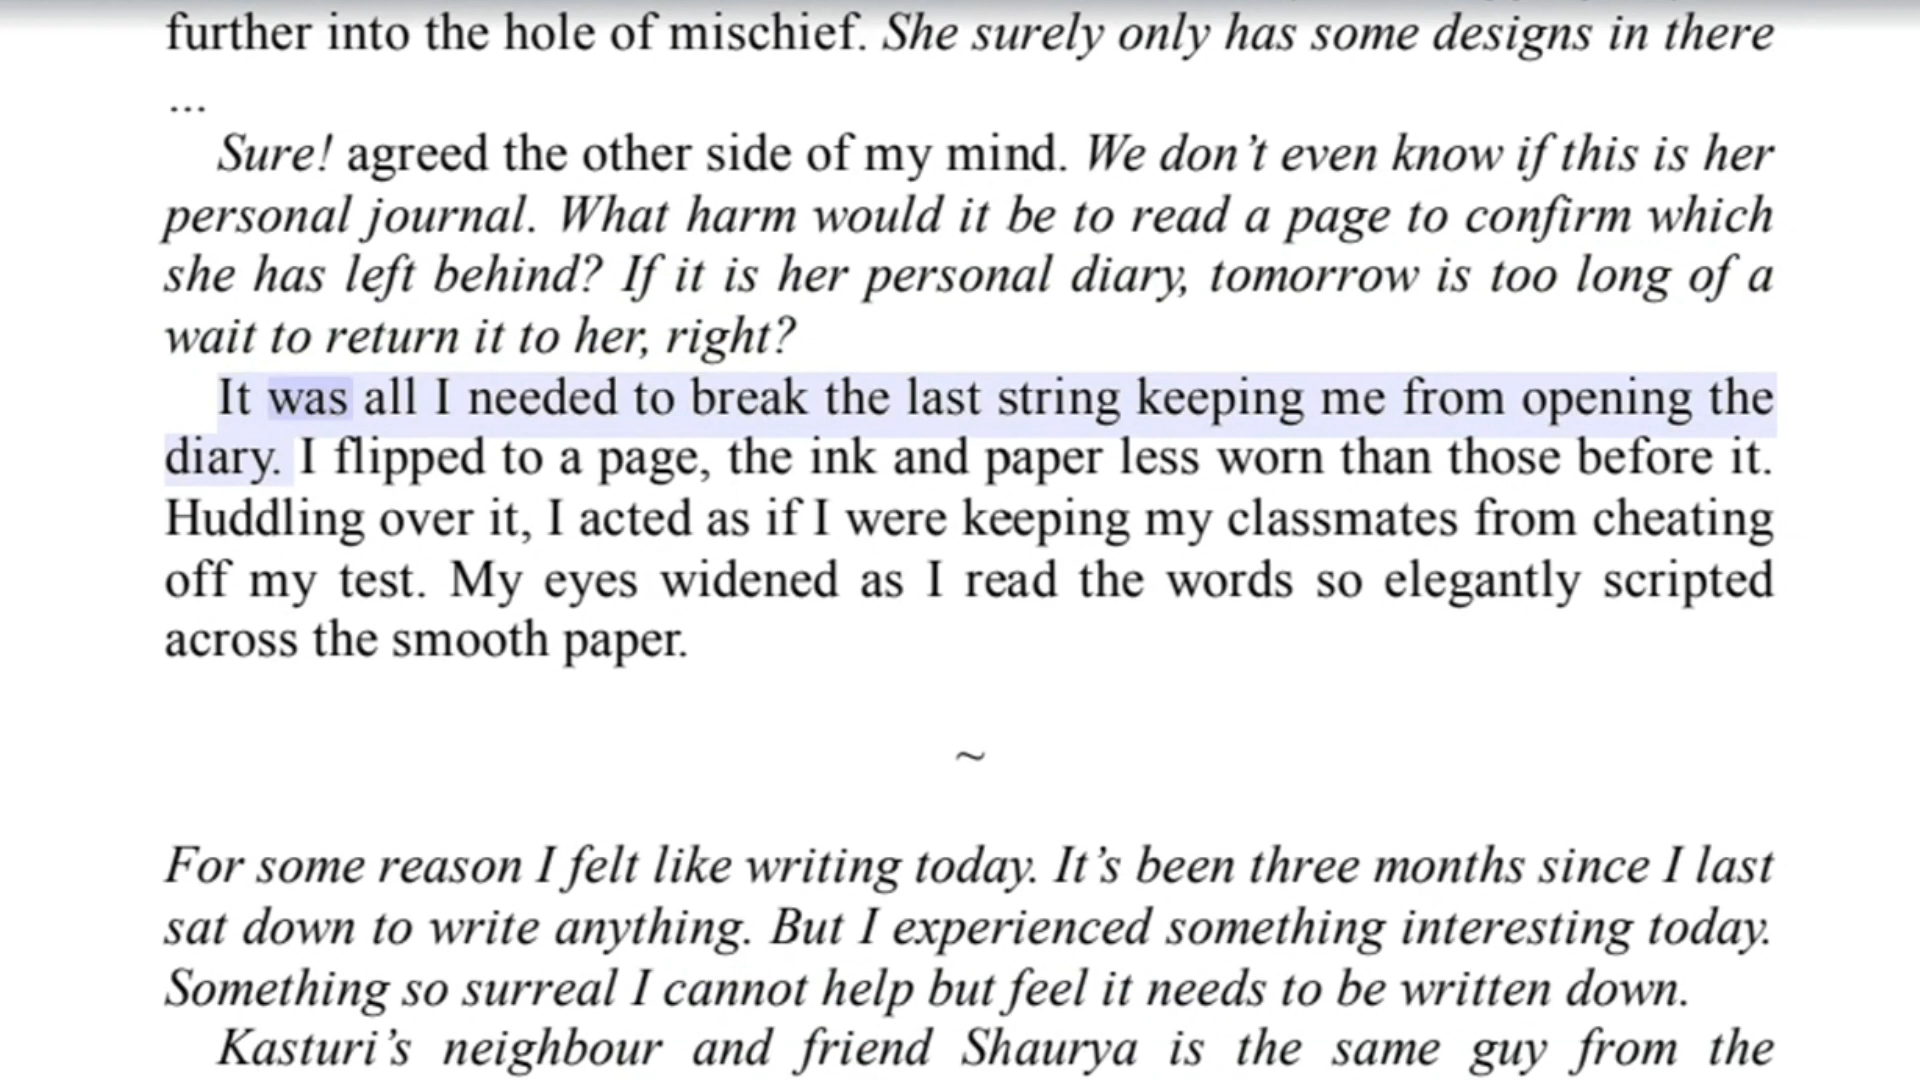 further into the hole of mischief. She surely only has some designs in there
...
Sure! agreed the other side of my mind. We don’t even know if this is her
personal journal. What harm would it be to read a page to confirm which
she has left behind? If it is her personal diary, tomorrow is too long of a
wait to return it to her, right?
It was all I needed to break the last string keeping me from opening the
diary. I flipped to a page, the ink and paper less worn than those before it.
Huddling over it, I acted as if I were keeping my classmates from cheating
off my test. My eyes widened as I read the words so elegantly scripted
across the smooth paper.
~
For some reason I felt like writing today. It’s been three months since I last
sat down to write anything. But I experienced something interesting today.
Something so surreal I cannot help but feel it needs to be written down.
Kasturi’s neighbour and friend Shaurya is the same guy from the